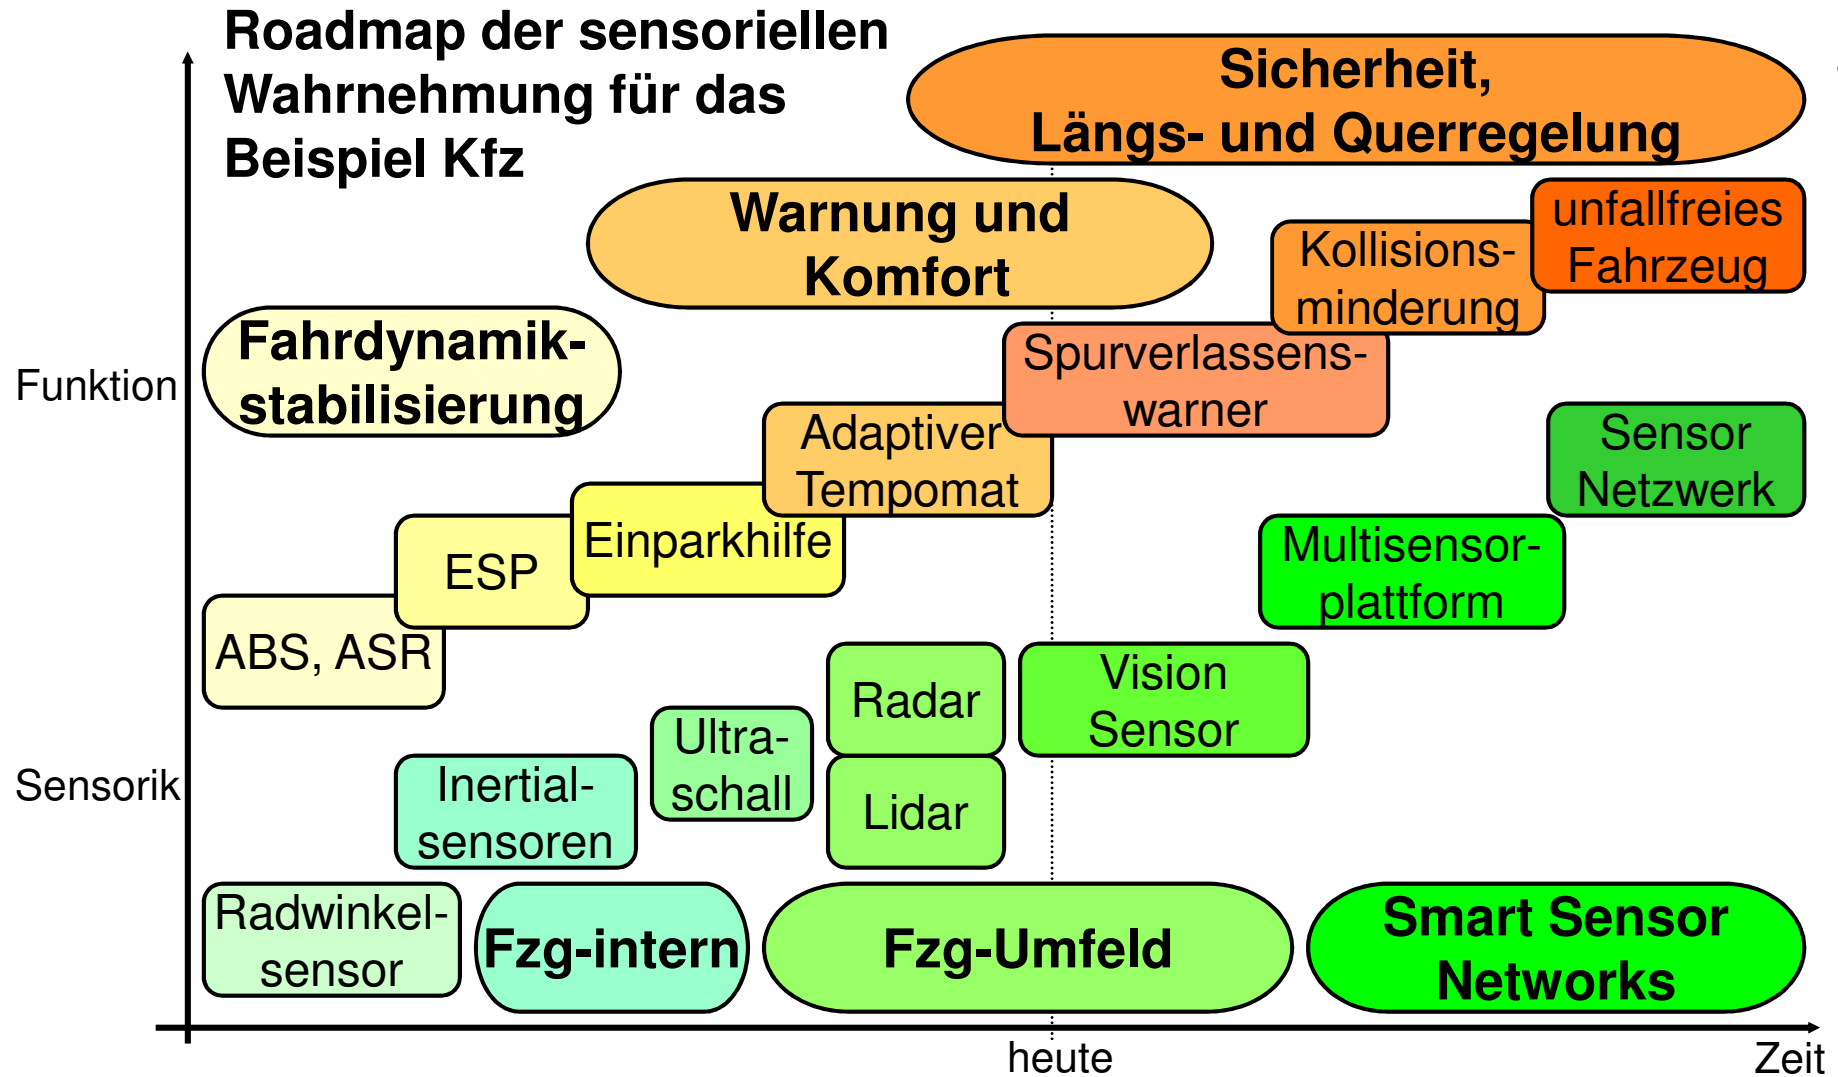 Roadmap der sensoriellen
Wahrnehmung für das
Beispiel Kfz
Sicherheit,
Längs- und Querregelung
Warnung und
Komfort
Fahrdynamik-
stabilisierung
unfallfreies
Fahrzeug
Kollisions-
minderung
Spurverlassens-
warner
Adaptiver
Tempomat
Einparkhilfe
ESP
ABS, ASR
Funktion
Sensor
Netzwerk
Multisensor-
plattform
Vision
Sensor
Radar
Lidar
Ultra-
schall
Inertial-
sensoren
Radwinkel-
sensor
Sensorik
Fzg-intern
Fzg-Umfeld
Smart Sensor
Networks
heute
Zeit